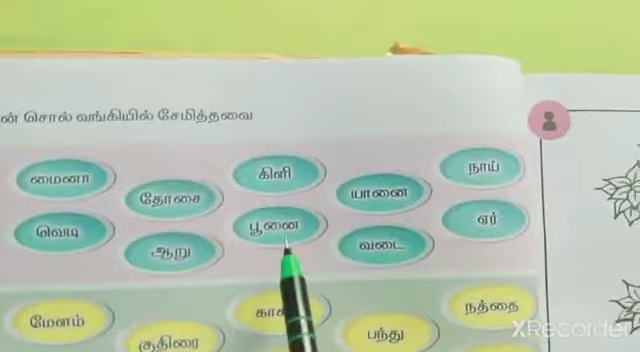 ன் சொல் வங்கியில் சேமித்தவை
மைனா தோசை கிளி யானை நாய்
வெடி ஆறு பூனை வடை ஏர்
மேளம் குதிரை பந்து நத்தை
XRecorder